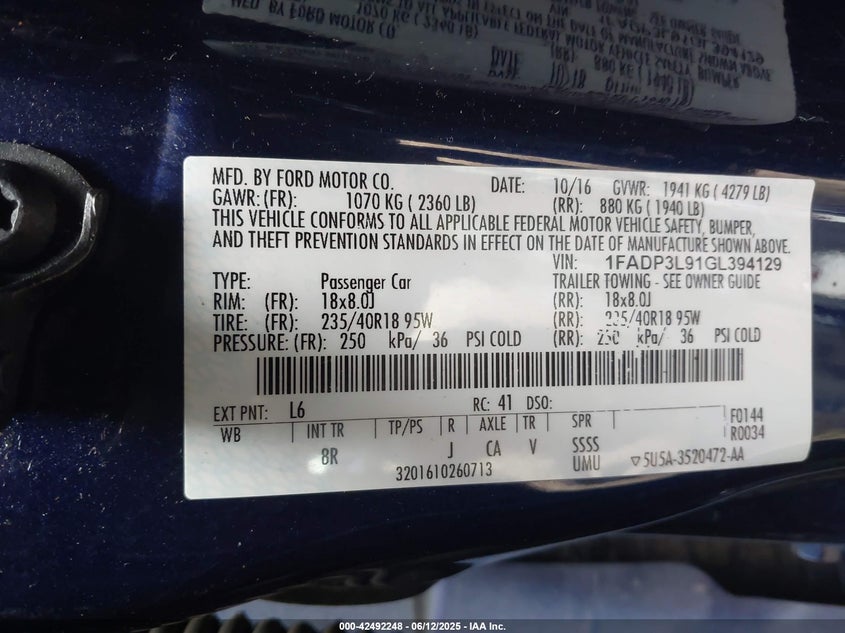 MFD. BY FORD MOTOR CO. DATE: 10/16 GVWR: 1941 KG ( 4279 LB)
GAWR: (FR): 1070 KG ( 2360 LB) (RR): 880 KG ( 1940 LB)
THIS VEHICLE CONFORMS TO ALL APPLICABLE FEDERAL MOTOR VEHICLE SAFETY, BUMPER,
AND THEFT PREVENTION STANDARDS IN EFFECT ON THE DATE OF MANUFACTURE SHOWN ABOVE.
VIN: 1FADP3L91GL394129
TYPE: Passenger Car TRAILER TOWING - SEE OWNER GUIDE
RIM: (FR): 18x8.0J (RR): 18x8.0J
TIRE: (FR): 235/40R18 95W (RR): 235/40R18 95W
PRESSURE: (FR): 250 kPa/ 36 PSI COLD (RR): 250 kPa/ 36 PSI COLD
EXT PNT: L6 RC: 41 DSO:
WB INT TR TP/PS R AXLE TR SPR F0144
R0034
8R J CA V SSSS
3201610260713 UMU ▽5U5A-3520472-AA
000-42492248 - 06/12/2025 - IAA Inc.